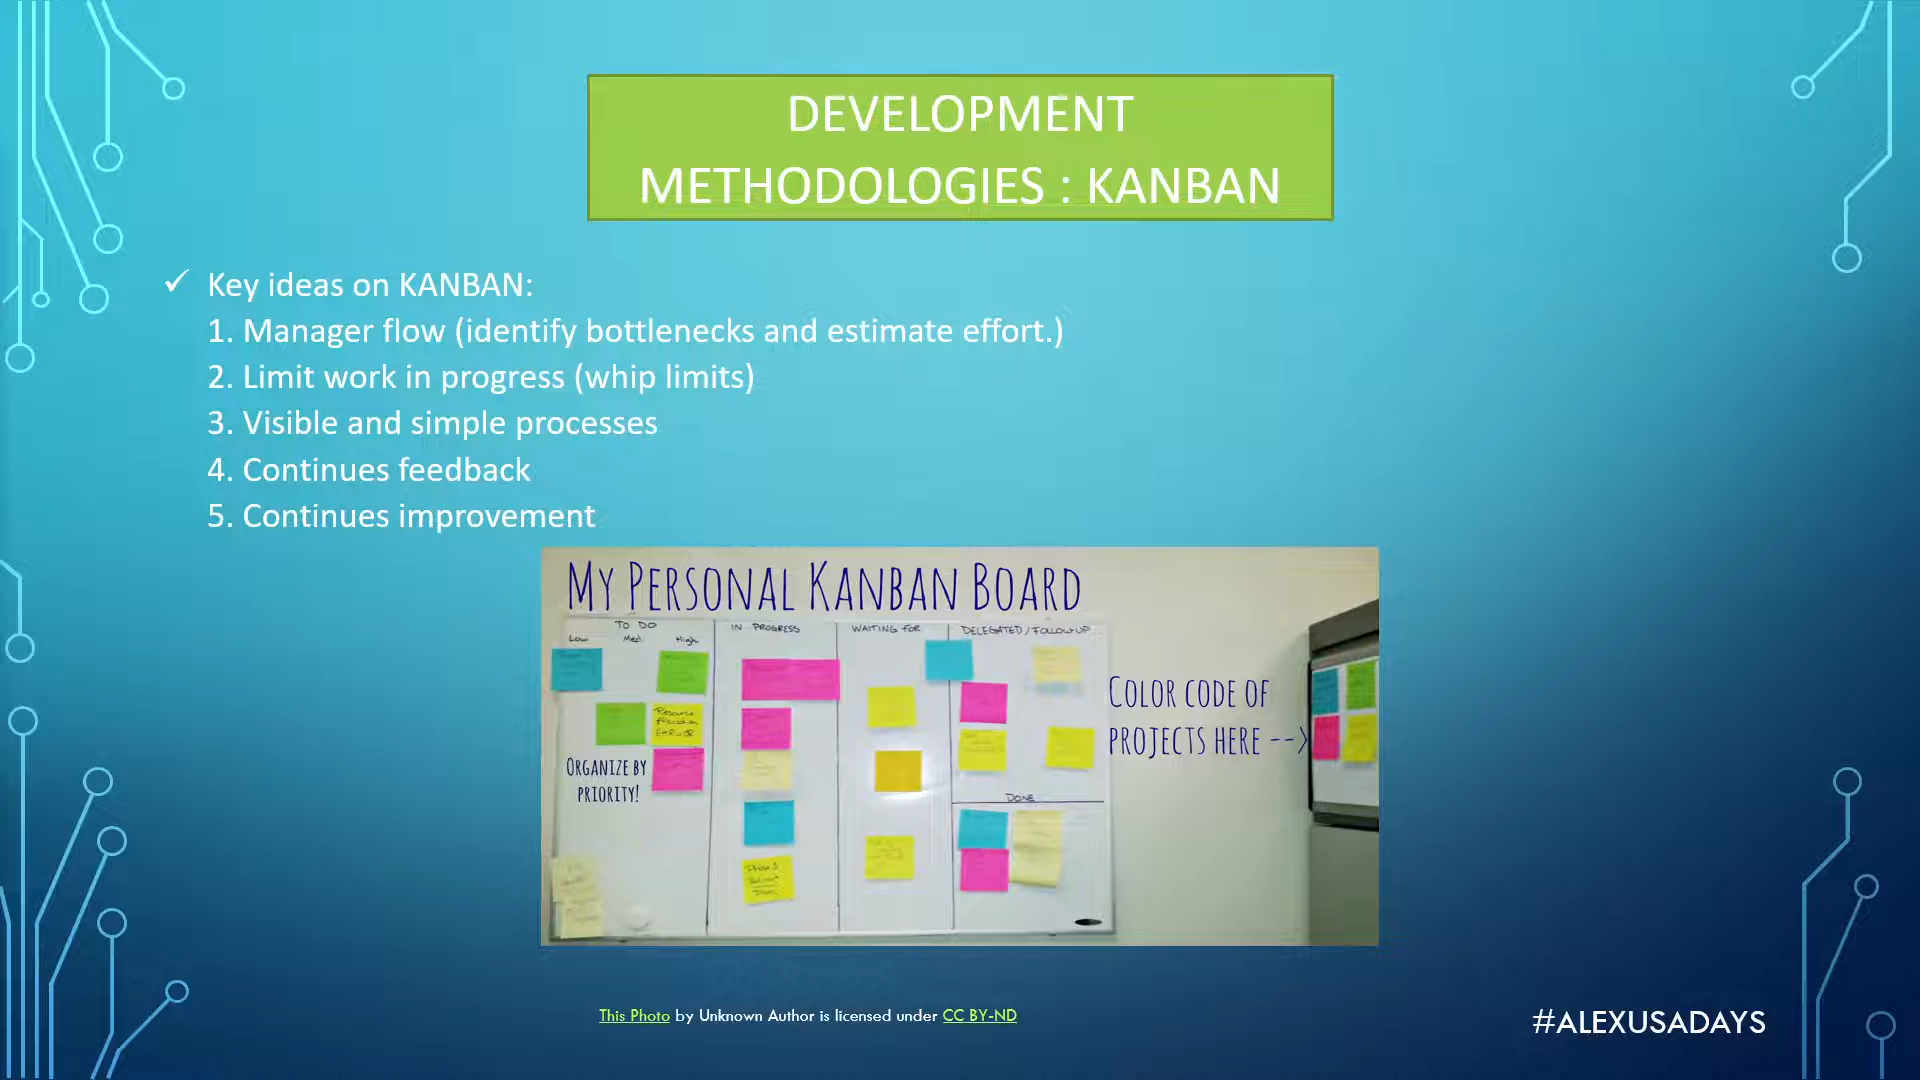 DEVELOPMENT
METHODOLOGIES : KANBAN
✓ Key ideas on KANBAN:
1. Manager flow (identify bottlenecks and estimate effort.)
2. Limit work in progress (whip limits)
3. Visible and simple processes
4. Continues feedback
5. Continues improvement
My Personal Kanban Board
TO DO
Low Med High
IN PROGRESS
WAITING FOR
DELEGATED/FOLLOWUP
Resource
Organize by
priority!
Color code of
projects here -->
DONE
This Photo by Unknown Author is licensed under CC BY-ND
#ALEXUSADAYS